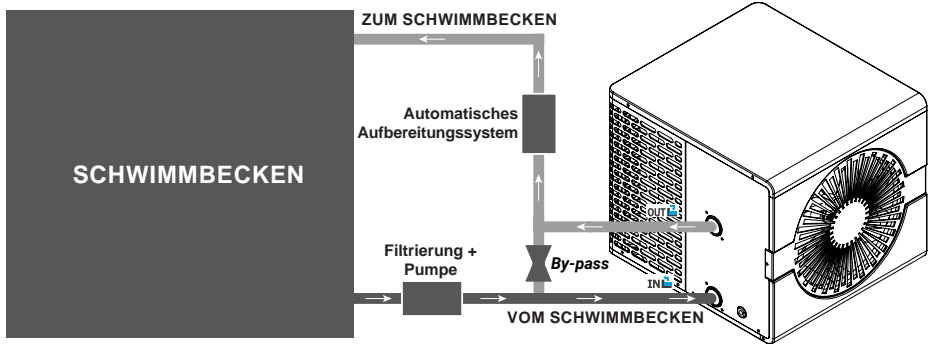 ZUM SCHWIMMBECKEN
Automatisches
Aufbereitungssystem
SCHWIMMBECKEN
OUT
Filtrierung +
Pumpe
By-pass
IN
VOM SCHWIMMBECKEN